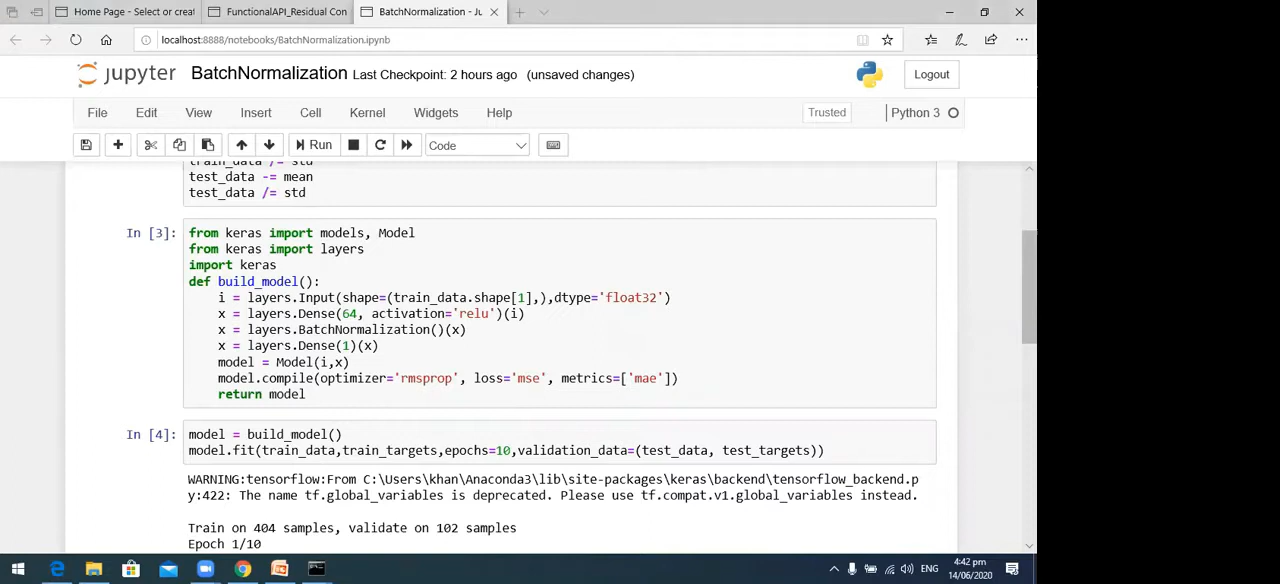 Home Page - Select or creat
FunctionalAPI_Residual Con
BatchNormalization - Ju
localhost:8888/notebooks/BatchNormalization.ipynb
jupyter BatchNormalization Last Checkpoint: 2 hours ago (unsaved changes)
Logout
File Edit View Insert Cell Kernel Widgets Help
Trusted
Python 3
Run
Code
train_data /= std
test_data -= mean
test_data /= std
In [3]:
from keras import models, Model
from keras import layers
import keras
def build_model():
    i = layers.Input(shape=(train_data.shape[1],),dtype='float32')
    x = layers.Dense(64, activation='relu')(i)
    x = layers.BatchNormalization()(x)
    x = layers.Dense(1)(x)
    model = Model(i,x)
    model.compile(optimizer='rmsprop', loss='mse', metrics=['mae'])
    return model
In [4]:
model = build_model()
model.fit(train_data,train_targets,epochs=10,validation_data=(test_data, test_targets))
WARNING:tensorflow:From C:\Users\khan\Anaconda3\lib\site-packages\keras\backend\tensorflow_backend.p
y:422: The name tf.global_variables is deprecated. Please use tf.compat.v1.global_variables instead.
Train on 404 samples, validate on 102 samples
Epoch 1/10
ENG
4:42 pm
14/06/2020